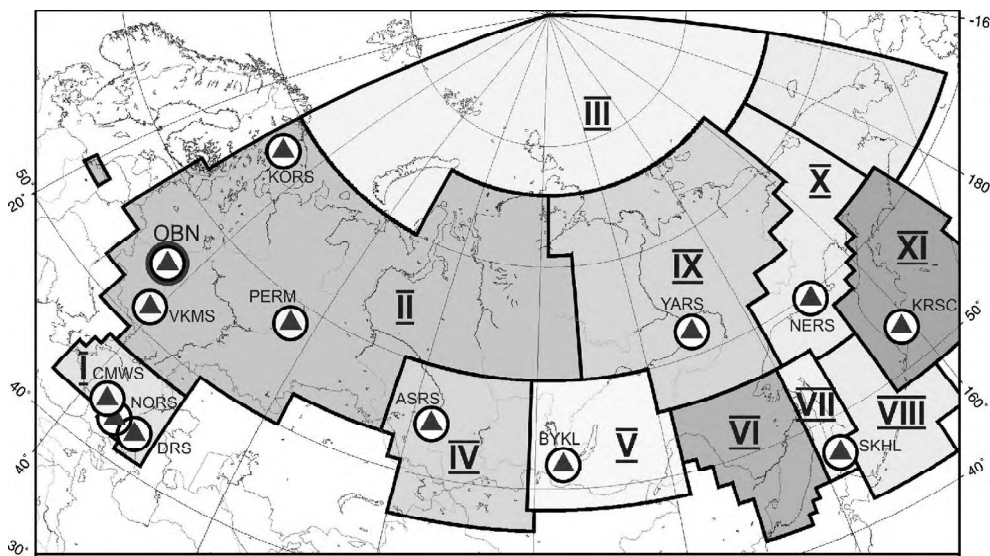 -16
III
50°
20°
KORS
X
180
OBN
XI
IX
PERM
II
VKMS
YARS
NERS
KRSC
50°
I
CMWS
40°
NORS
ASRS
VII
VIII
160°
DRS
IV
BYKL
V
VI
SKHL
40°
40°
30°